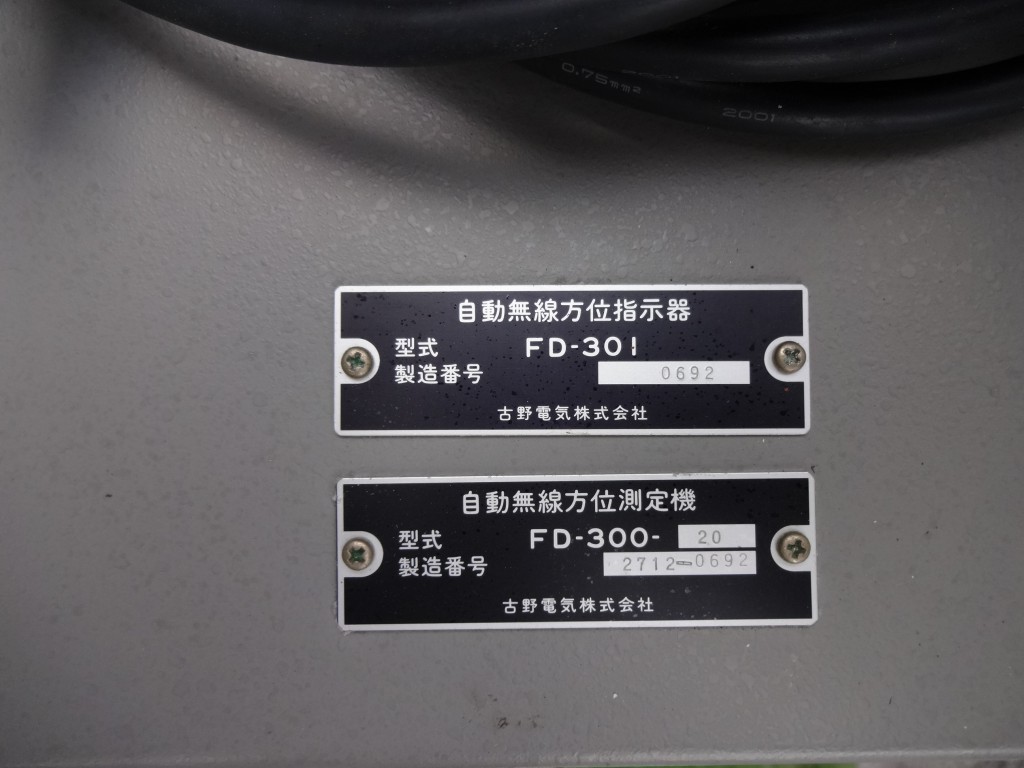 0.75mm2
2001
自動無線方位指示器
型式 FD-301
製造番号 0692
古野電気株式会社
自動無線方位測定機
型式 FD-300-20
製造番号 2712-0692
古野電気株式会社